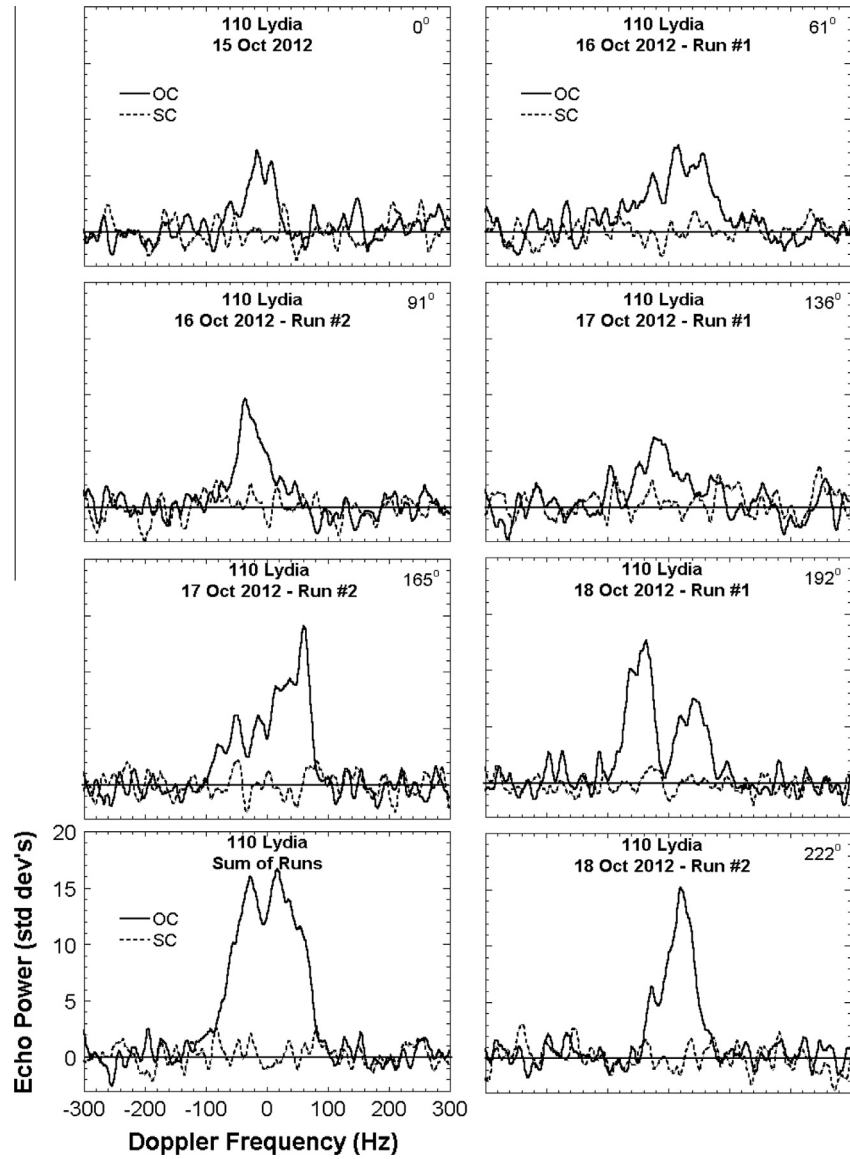 110 Lydia
15 Oct 2012
0°
OC
SC
110 Lydia
16 Oct 2012 - Run #1
61°
OC
SC
110 Lydia
16 Oct 2012 - Run #2
91°
110 Lydia
17 Oct 2012 - Run #1
136°
110 Lydia
17 Oct 2012 - Run #2
165°
110 Lydia
18 Oct 2012 - Run #1
192°
110 Lydia
Sum of Runs
OC
SC
20
15
10
5
0
Echo Power (std dev's)
-300 -200 -100 0 100 200 300
Doppler Frequency (Hz)
110 Lydia
18 Oct 2012 - Run #2
222°